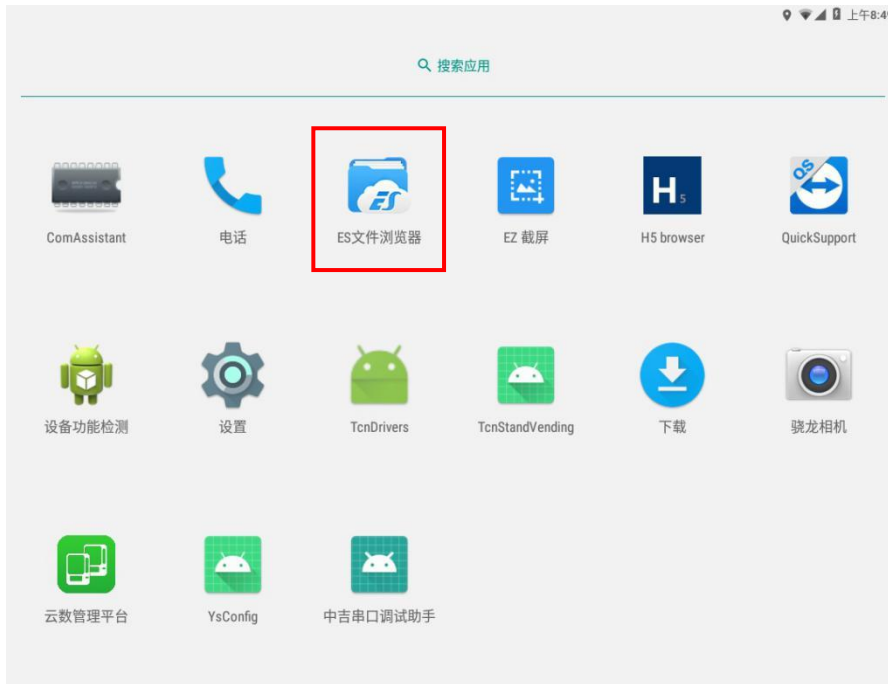 上午8:49
搜索应用
ComAssistant
电话
ES文件浏览器
EZ 截屏
H5 browser
QuickSupport
设备功能检测
设置
TcnDrivers
TcnStandVending
下载
骁龙相机
云数管理平台
YsConfig
中吉串口调试助手